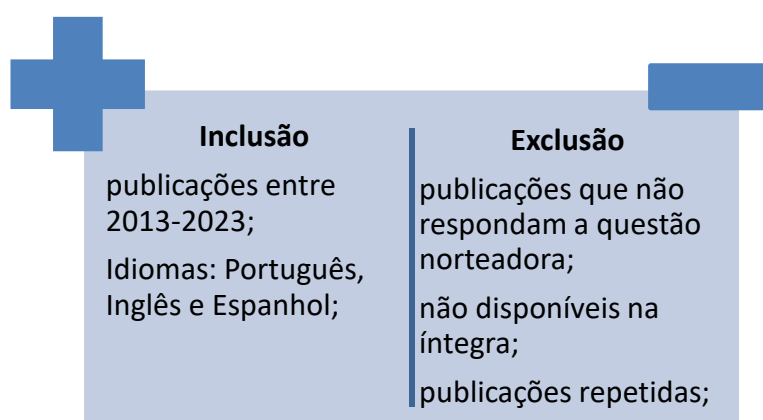 Inclusão
publicações entre
2013-2023;
Idiomas: Português,
Inglês e Espanhol;
Exclusão
publicações que não
respondam a questão
norteadora;
não disponíveis na
íntegra;
publicações repetidas;